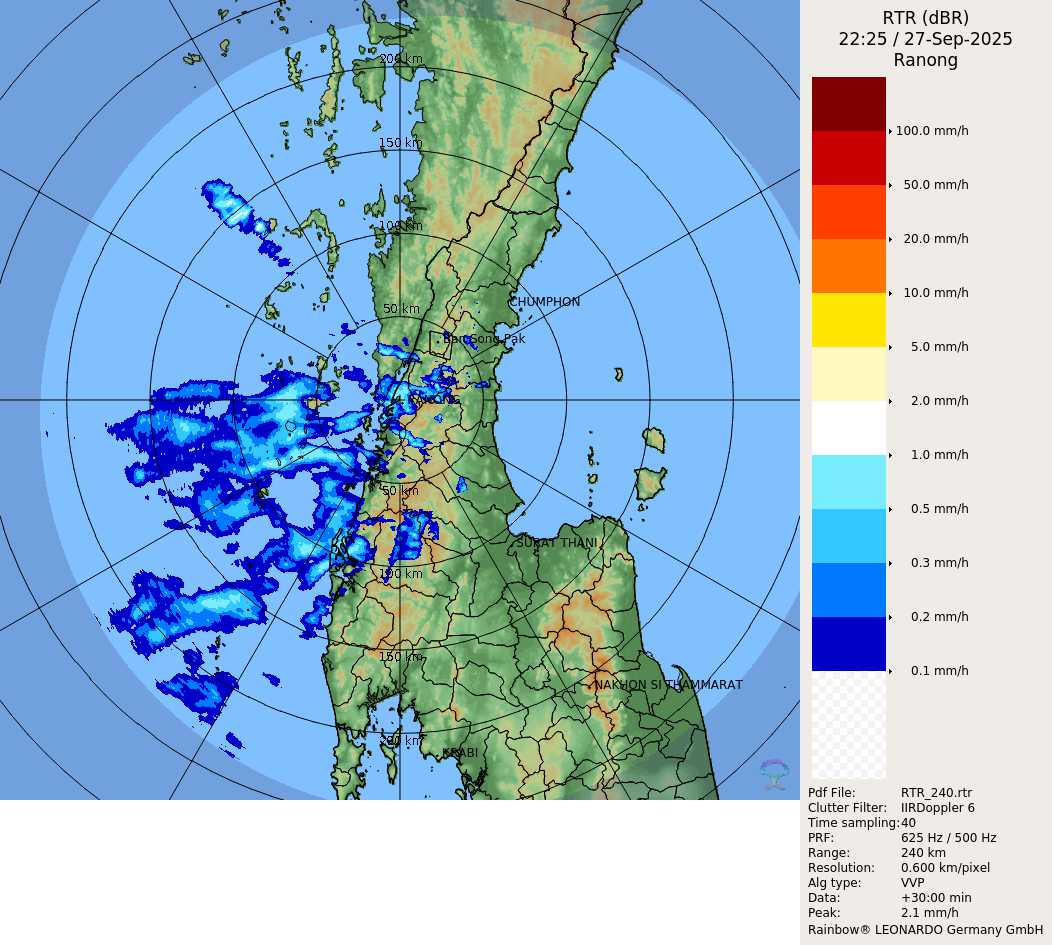 RTR (dBR)
22:25 / 27-Sep-2025
Ranong
100.0 mm/h
50.0 mm/h
20.0 mm/h
10.0 mm/h
5.0 mm/h
2.0 mm/h
1.0 mm/h
0.5 mm/h
0.3 mm/h
0.2 mm/h
0.1 mm/h
Pdf File: RTR_240.rtr
Clutter Filter: IIRDoppler 6
Time sampling: 40
PRF: 625 Hz / 500 Hz
Range: 240 km
Resolution: 0.600 km/pixel
Alg type: VVP
Data: +30:00 min
Peak: 2.1 mm/h
Rainbow® LEONARDO Germany GmbH
200 km
150 km
100 km
50 km
CHUMPHON
Ban Song Pak
RANONG
50 km
SURAT THANI
100 km
150 km
NAKHON SI THAMMARAT
200 km
KRABI